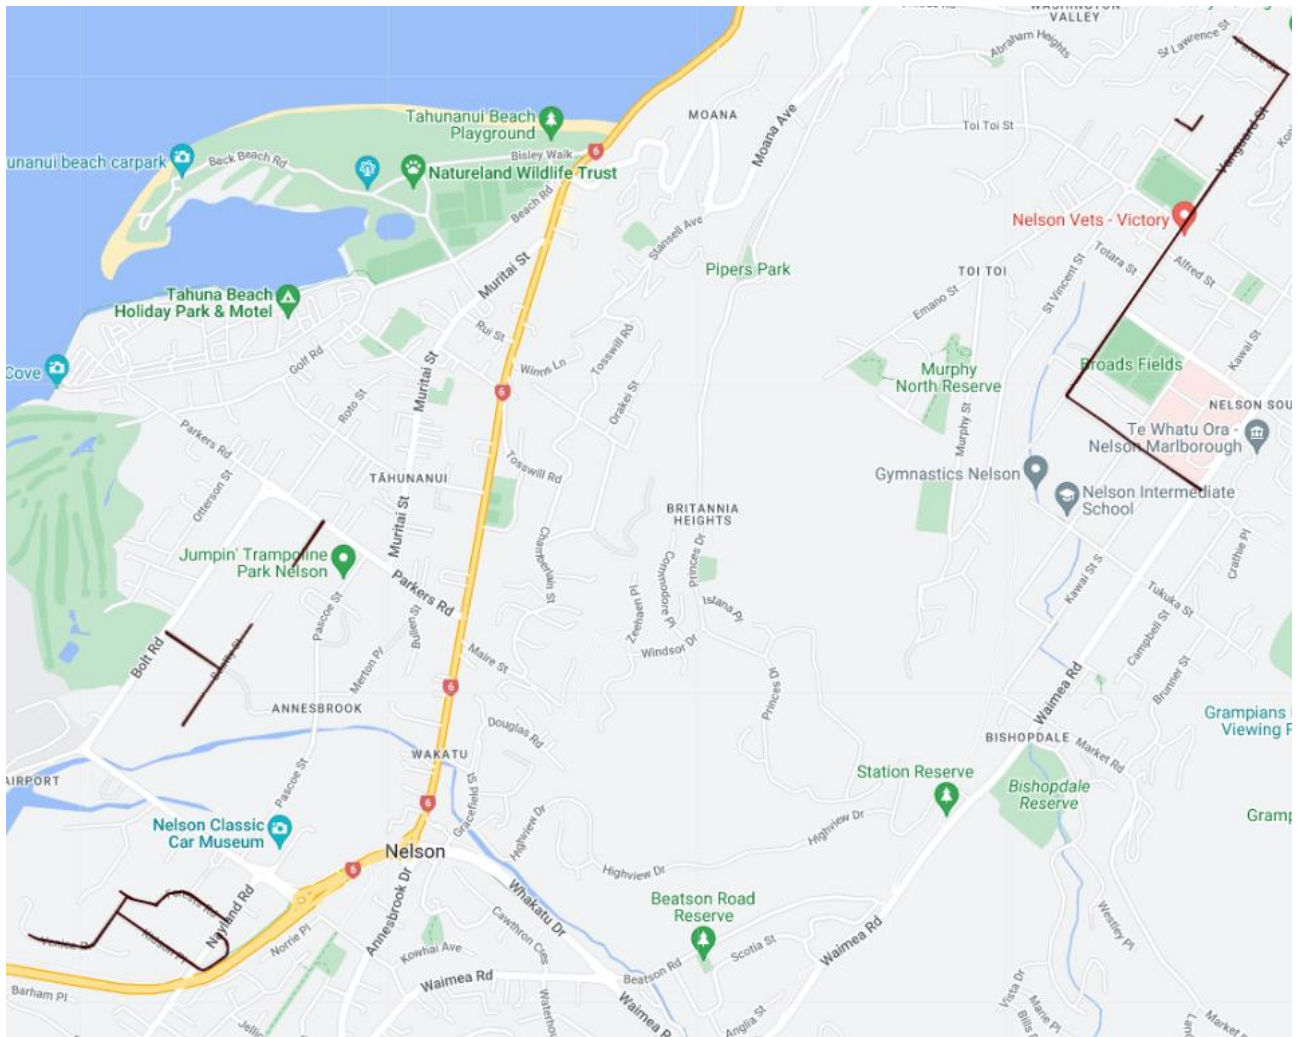 WASHINGTON
VALLEY
St Lawrence St
Abraham Heights
Parere St
MOANA
Moana Ave
Toi Toi St
Vanguard St
Tahunanui Beach
Playground
Bisley Walk
6
unanui beach carpark
Back Beach Rd
Natureland Wildlife Trust
Beach Rd
Stansell Ave
Nelson Vets - Victory
Totara St
Alfred St
Muritai St
Pipers Park
TOI TOI
St Vincent St
Emano St
Tahuna Beach
Holiday Park & Motel
Rui St
Golf Rd
Tosswill Rd
Winns Ln
6
Cove
Muritai St
Roto St
Orakei St
Murphy
North Reserve
Broads Fields
Kawai St
NELSON SOU
Te Whatu Ora -
Nelson Marlborough
Murphy St
Parkers Rd
Tosswill Rd
TĀHUNANUI
Otterson St
Gymnastics Nelson
Nelson Intermediate
School
BRITANNIA
HEIGHTS
Muritai St
Chamberlain St
Princes Dr
Commodore Pl
Zeehaen Pl
Istana Pl
Windsor Dr
Jumpin' Trampoline
Park Nelson
Parkers Rd
Pascoe St
Bullen St
Merton Pl
Maire St
Crathie Pl
Kawai St S
Tukuka St
Campbell St
Brunner St
Bolt Rd
6
Princes Dr
Waimea Rd
ANNESBROOK
Douglas Rd
Grampians
Viewing
BISHOPDALE
Market Rd
WAKATU
AIRPORT
Pascoe St
Gracefield St
6
Station Reserve
Bishopdale
Reserve
Gramp
Nelson Classic
Car Museum
Highview Dr
Highview Dr
Nelson
6
Highview Dr
Annesbrook Dr
Whakatu Dr
Beatson Road
Reserve
Nayland Rd
Norrie Pl
Cawthron Cres
Kowhai Ave
Scotia St
Waimea Rd
Westley Pl
Beatson Rd
Waimea Rd
Vista Dr
Barham Pl
Waimea R
Anglia St
Marie Pl
Market R